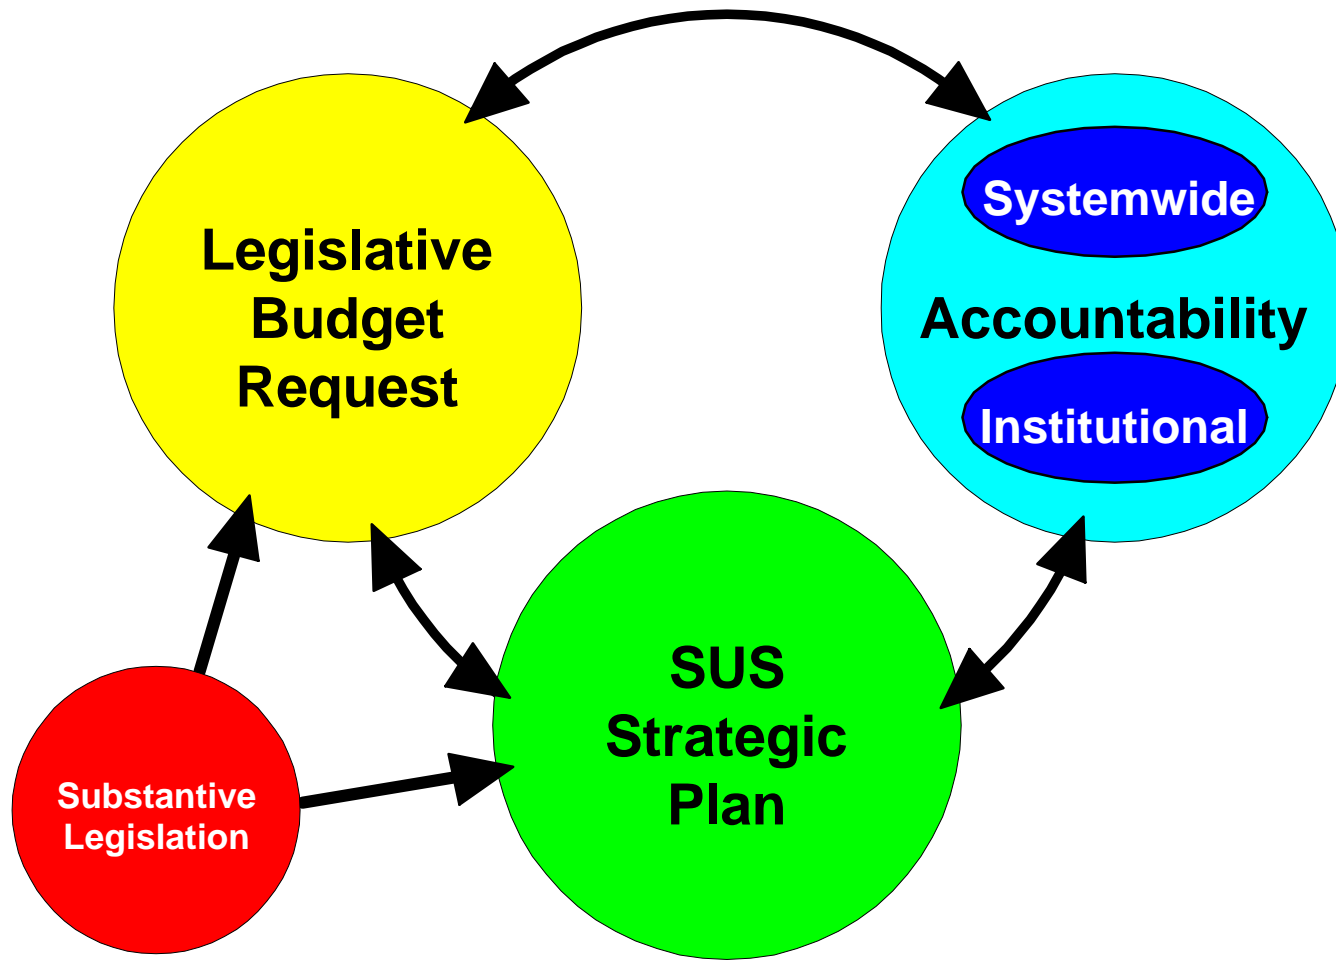 Legislative
Budget
Request
Systemwide
Accountability
Institutional
SUS
Strategic
Plan
Substantive
Legislation